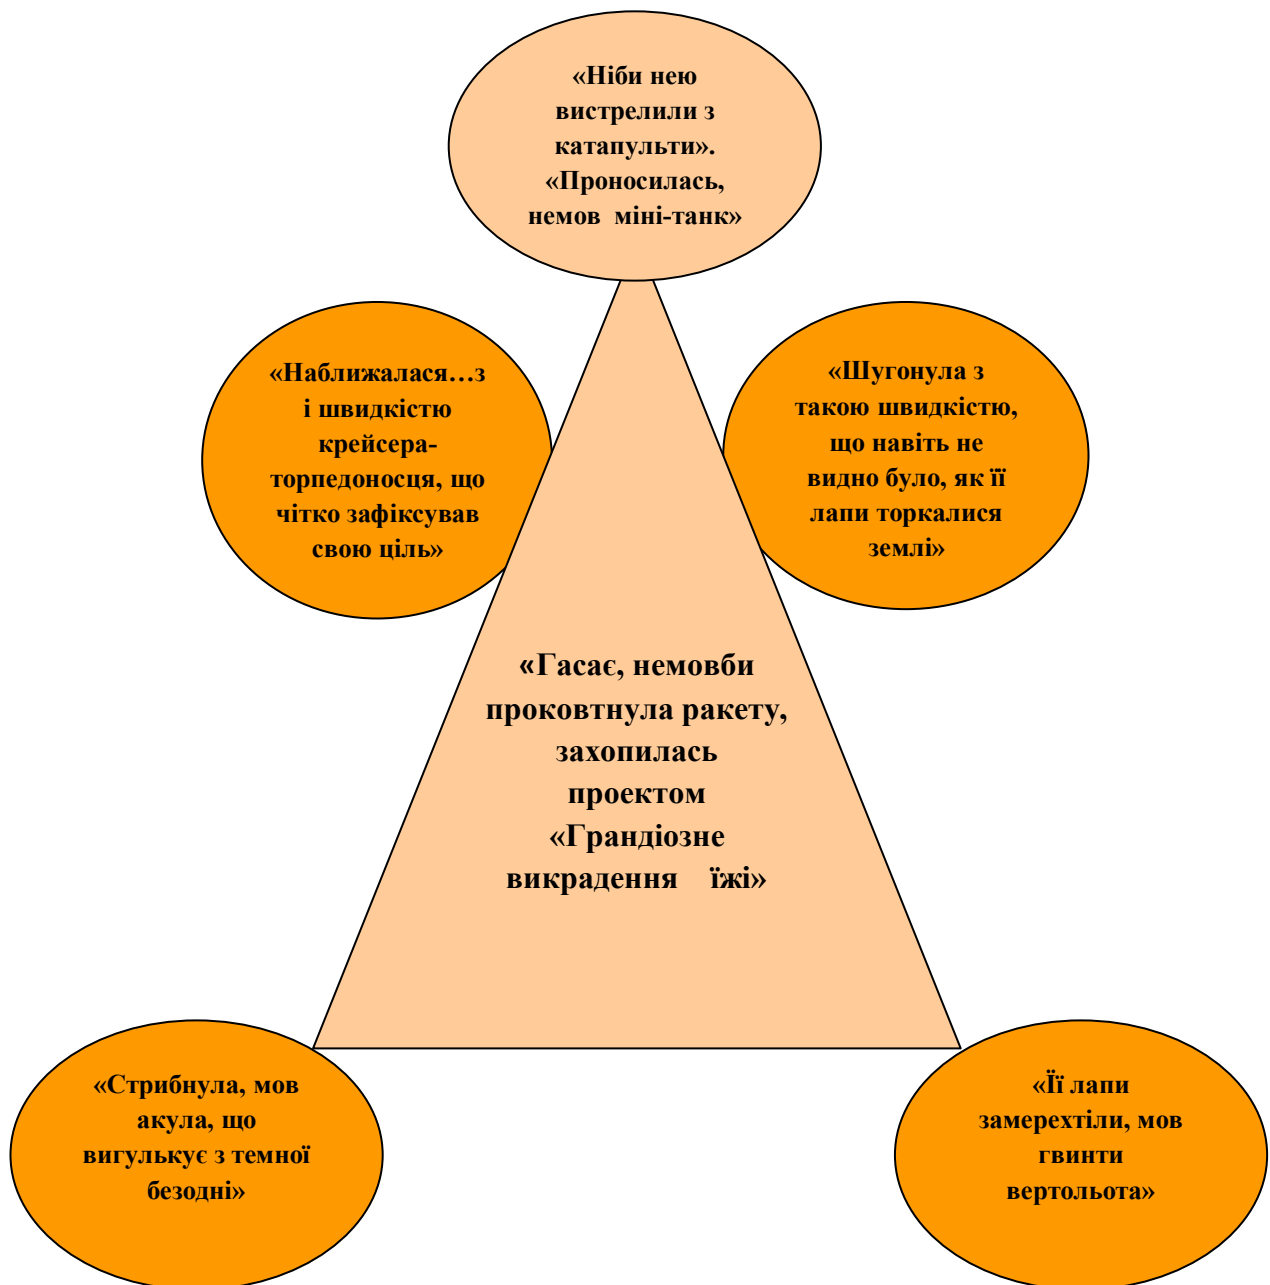 «Ніби нею
вистрелили з
катапульти».
«Проносилась,
немов міні-танк»
«Наближалася…з
і швидкістю
крейсера-
торпедоносця, що
чітко зафіксував
свою ціль»
«Шугонула з
такою швидкістю,
що навіть не
видно було, як її
лапи торкалися
землі»
«Гасає, немовби
проковтнула ракету,
захопилась
проектом
«Грандіозне
викрадення їжі»
«Стрибнула, мов
акула, що
вигулькує з темної
безодні»
«Її лапи
замерехтіли, мов
гвинти
вертольота»